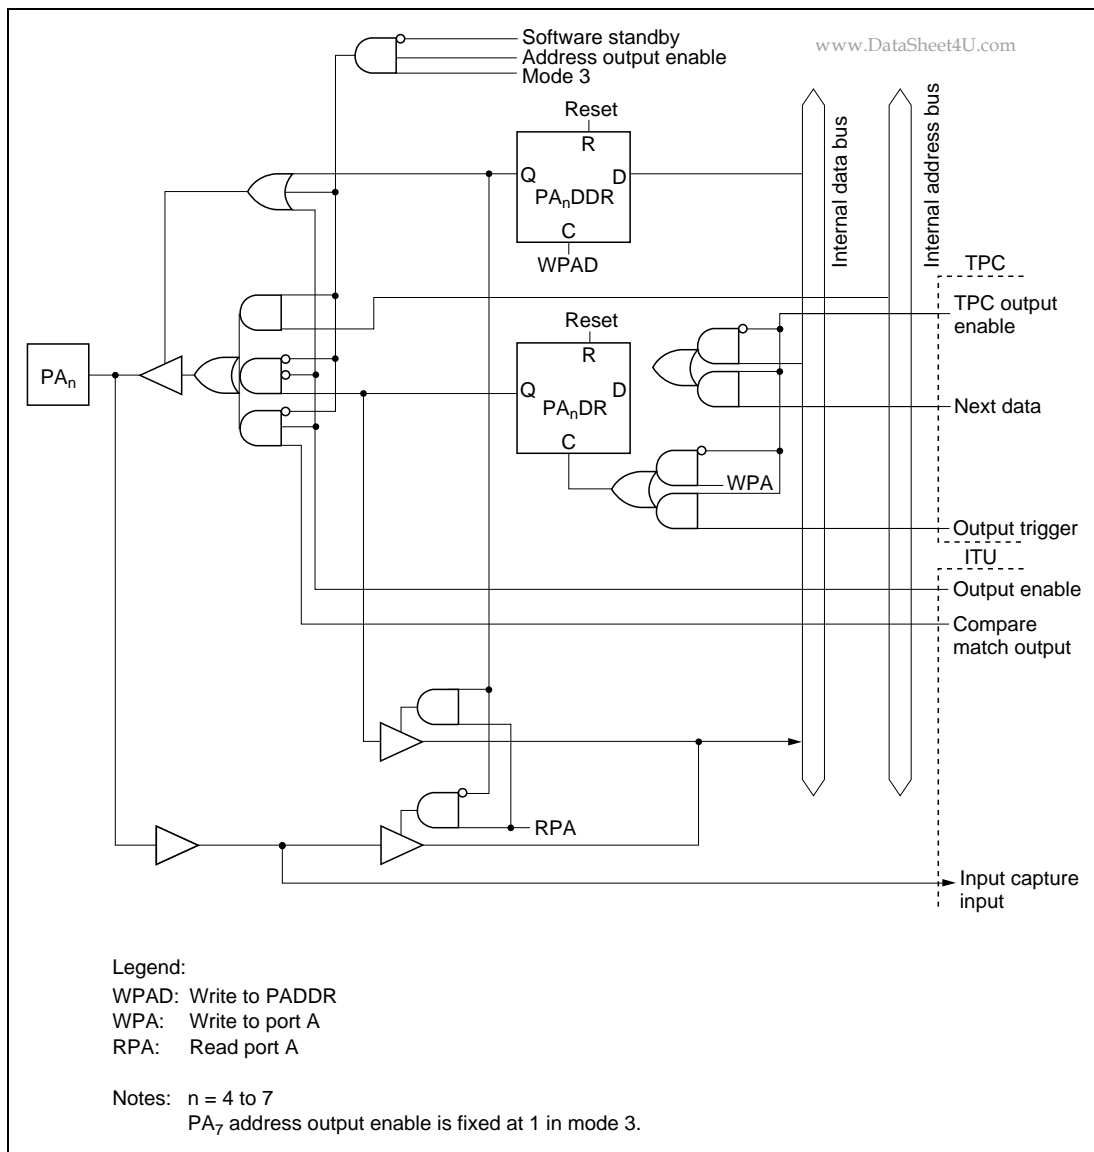 Software standby
www.DataSheet4U.com
Address output enable
Mode 3
Reset
R
Q
D
PAnDDR
C
WPAD
Internal data bus
Internal address bus
TPC
TPC output
enable
Reset
R
Q
D
PAnDR
C
PAn
Next data
WPA
Output trigger
ITU
Output enable
Compare
match output
RPA
Input capture
input
Legend:
WPAD: Write to PADDR
WPA: Write to port A
RPA: Read port A
Notes: n = 4 to 7
PA7 address output enable is fixed at 1 in mode 3.